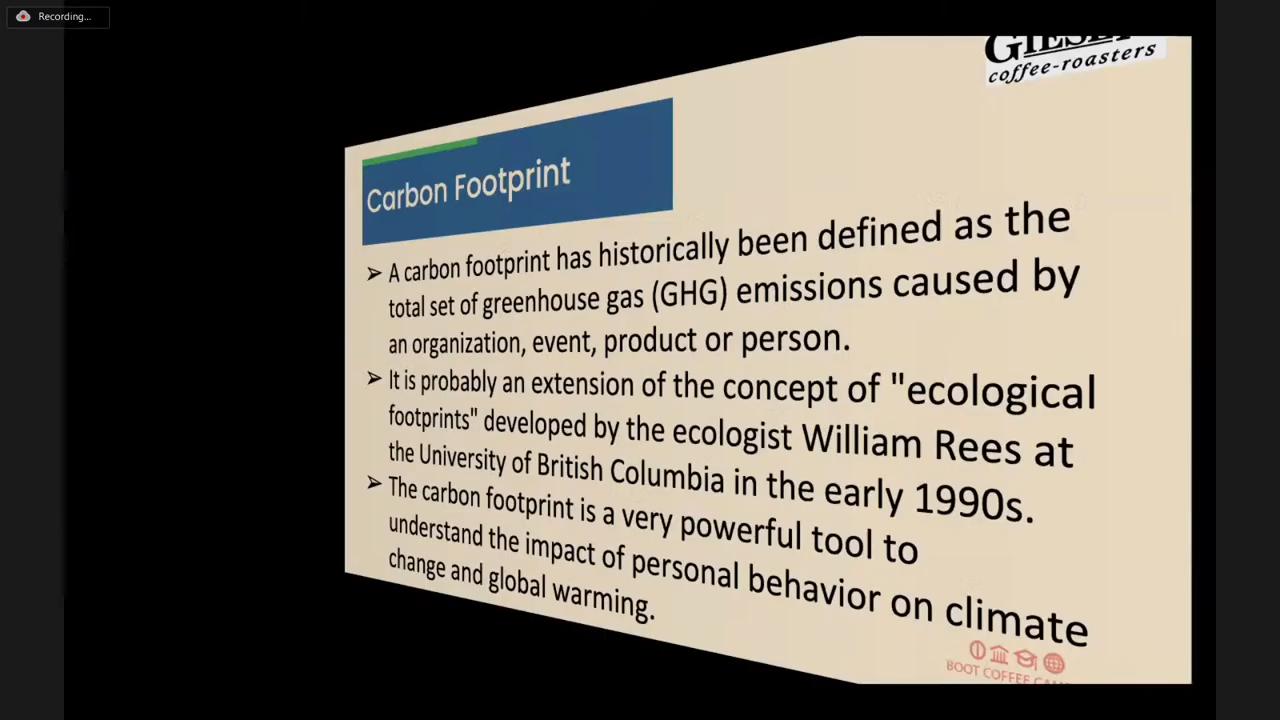 Recording...
coffee-roasters
Carbon Footprint
➢ A carbon footprint has historically been defined as the
total set of greenhouse gas (GHG) emissions caused by
an organization, event, product or person.
➢ It is probably an extension of the concept of "ecological
footprints" developed by the ecologist William Rees at
the University of British Columbia in the early 1990s.
➢ The carbon footprint is a very powerful tool to
understand the impact of personal behavior on climate
change and global warming.
BOOT COFFEE